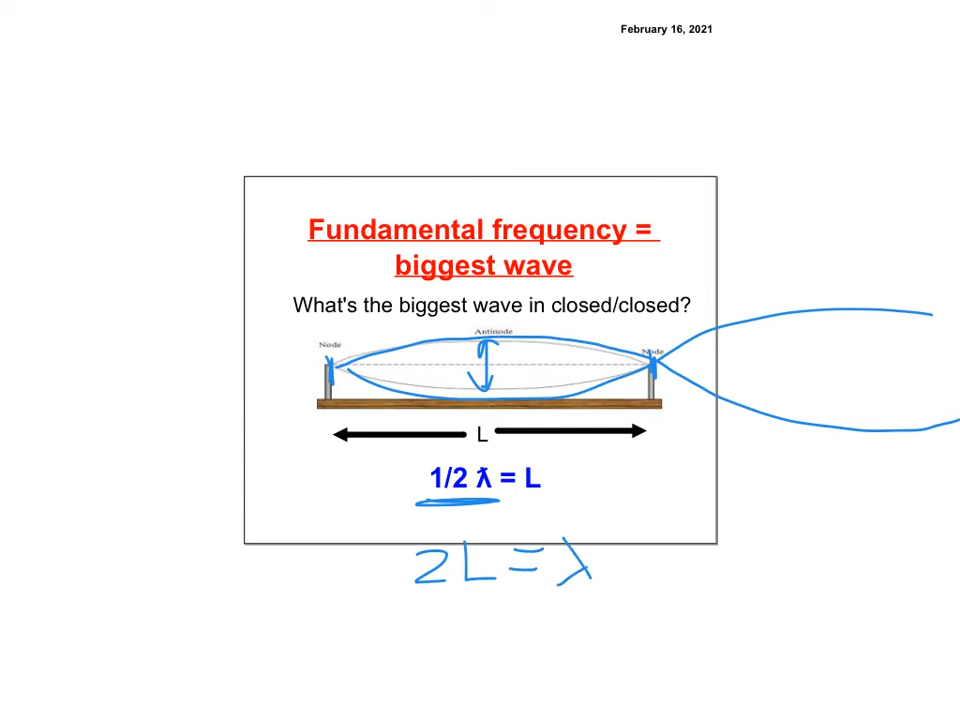 February 16, 2021
Fundamental frequency =
biggest wave
What's the biggest wave in closed/closed?
Antinode
Node
Node
L
1/2 ƛ = L
2L = λ